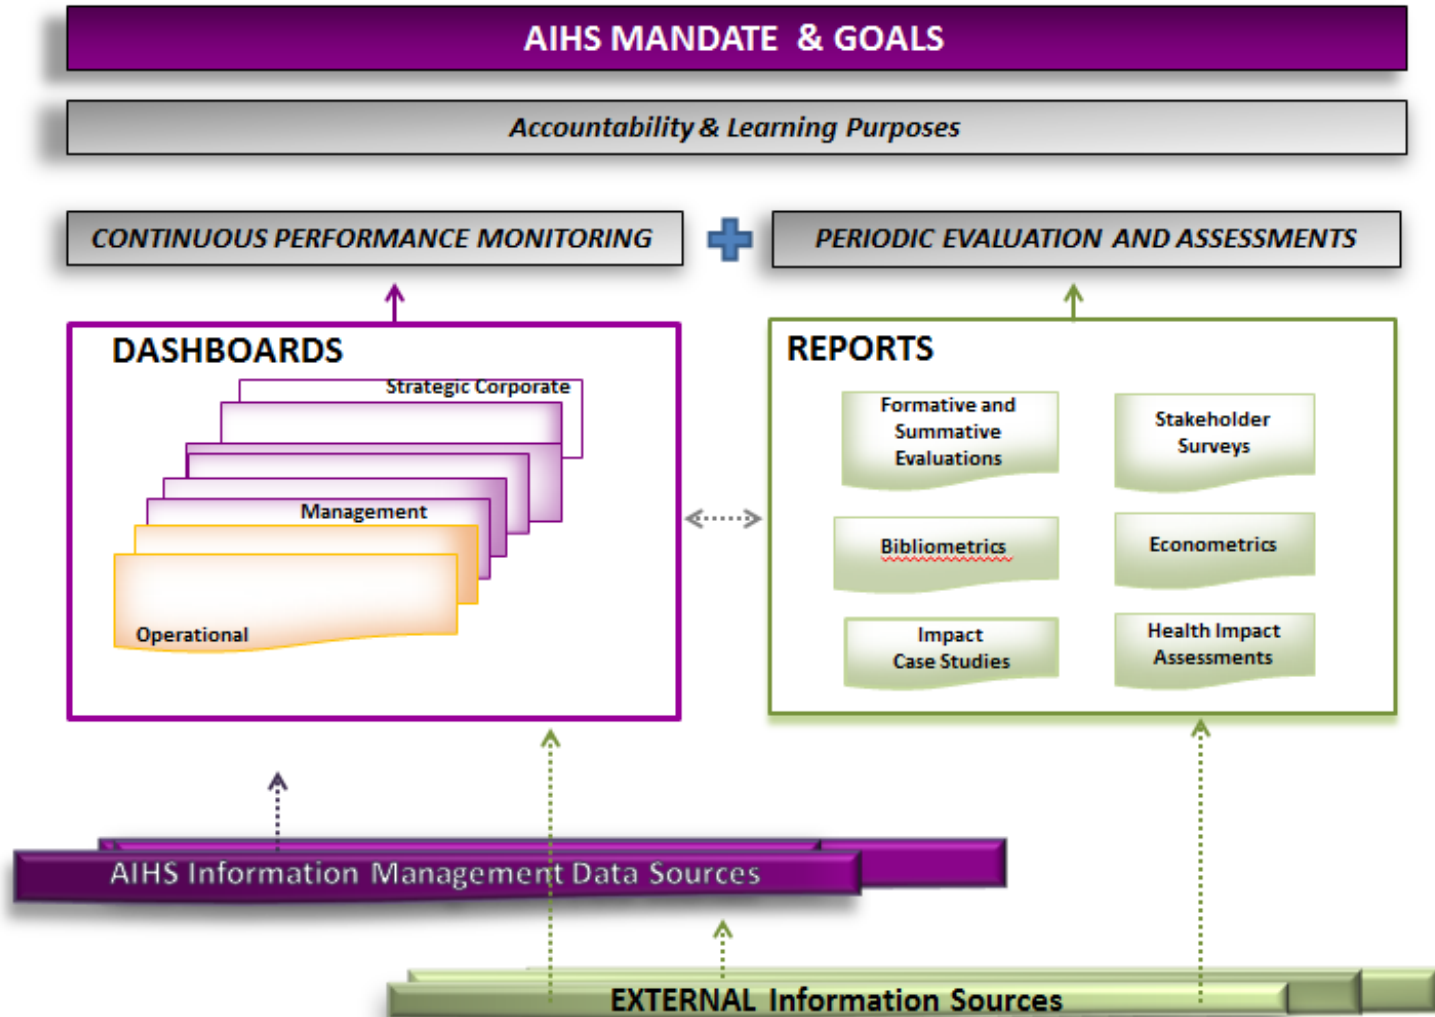 AIHS MANDATE & GOALS
Accountability & Learning Purposes
CONTINUOUS PERFORMANCE MONITORING
PERIODIC EVALUATION AND ASSESSMENTS
DASHBOARDS
Strategic Corporate
Management
Operational
REPORTS
Formative and
Summative
Evaluations
Stakeholder
Surveys
Bibliometrics
Econometrics
Impact
Case Studies
Health Impact
Assessments
AIHS Information Management Data Sources
EXTERNAL Information Sources